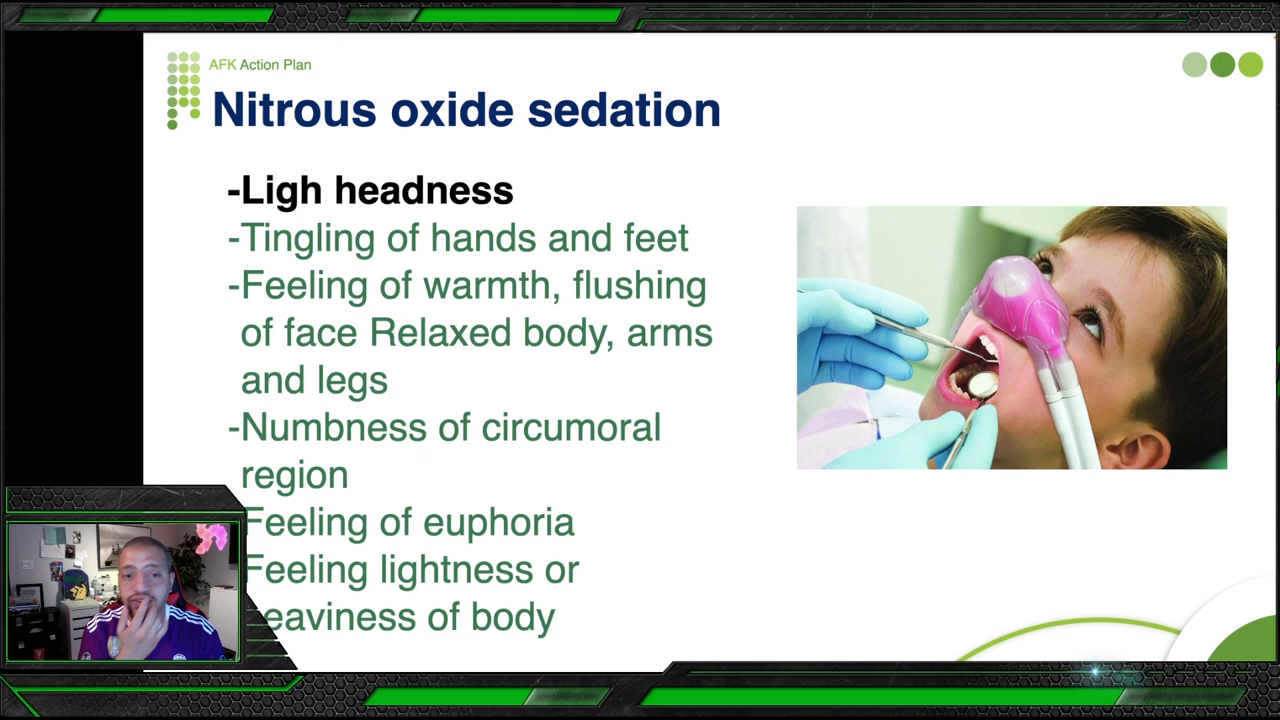 AFK Action Plan
Nitrous oxide sedation
-Ligh headness
-Tingling of hands and feet
-Feeling of warmth, flushing
of face Relaxed body, arms
and legs
-Numbness of circumoral
region
Feeling of euphoria
Feeling lightness or
eaviness of body